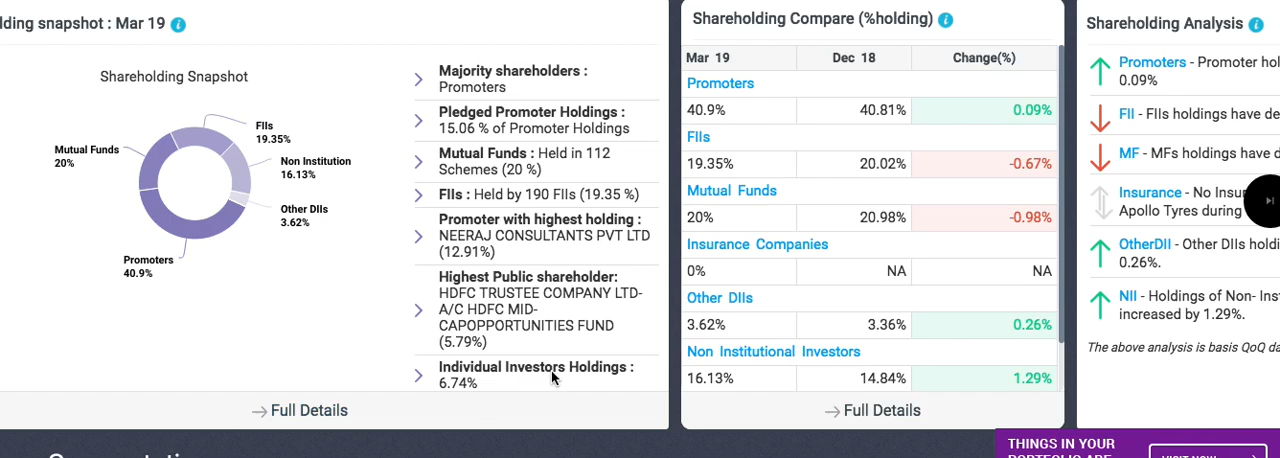 lding snapshot : Mar 19
Shareholding Snapshot
FIIs
19.35%
Mutual Funds
20%
Non Institution
16.13%
Other DIIs
3.62%
Promoters
40.9%
Majority shareholders :
Promoters
Pledged Promoter Holdings :
15.06 % of Promoter Holdings
Mutual Funds : Held in 112
Schemes (20 %)
FIIs : Held by 190 FIIs (19.35 %)
Promoter with highest holding :
NEERAJ CONSULTANTS PVT LTD
(12.91%)
Highest Public shareholder:
HDFC TRUSTEE COMPANY LTD-
A/C HDFC MID-
CAPOPPORTUNITIES FUND
(5.79%)
Individual Investors Holdings :
6.74%
Full Details
Shareholding Compare (%holding)
Mar 19 Dec 18 Change(%)
Promoters
40.9% 40.81% 0.09%
FIIs
19.35% 20.02% -0.67%
Mutual Funds
20% 20.98% -0.98%
Insurance Companies
0% NA NA
Other DIIs
3.62% 3.36% 0.26%
Non Institutional Investors
16.13% 14.84% 1.29%
Full Details
Shareholding Analysis
Promoters - Promoter hol
0.09%
FII - FIIs holdings have de
MF - MFs holdings have d
Insurance - No Insur
Apollo Tyres during
OtherDII - Other DIIs holdi
0.26%.
NII - Holdings of Non- Inst
increased by 1.29%.
The above analysis is basis QoQ da
THINGS IN YOUR
PORTFOLIO ARE
VISIT NOW